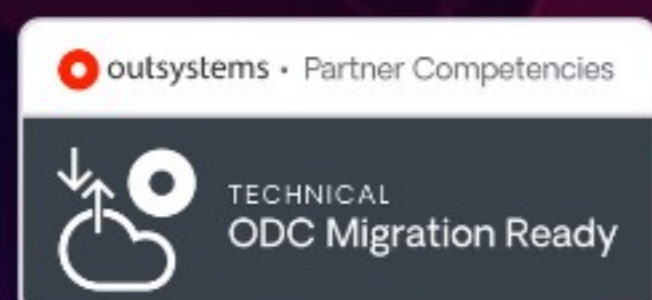 outsystems • Partner Competencies
TECHNICAL
ODC Migration Ready